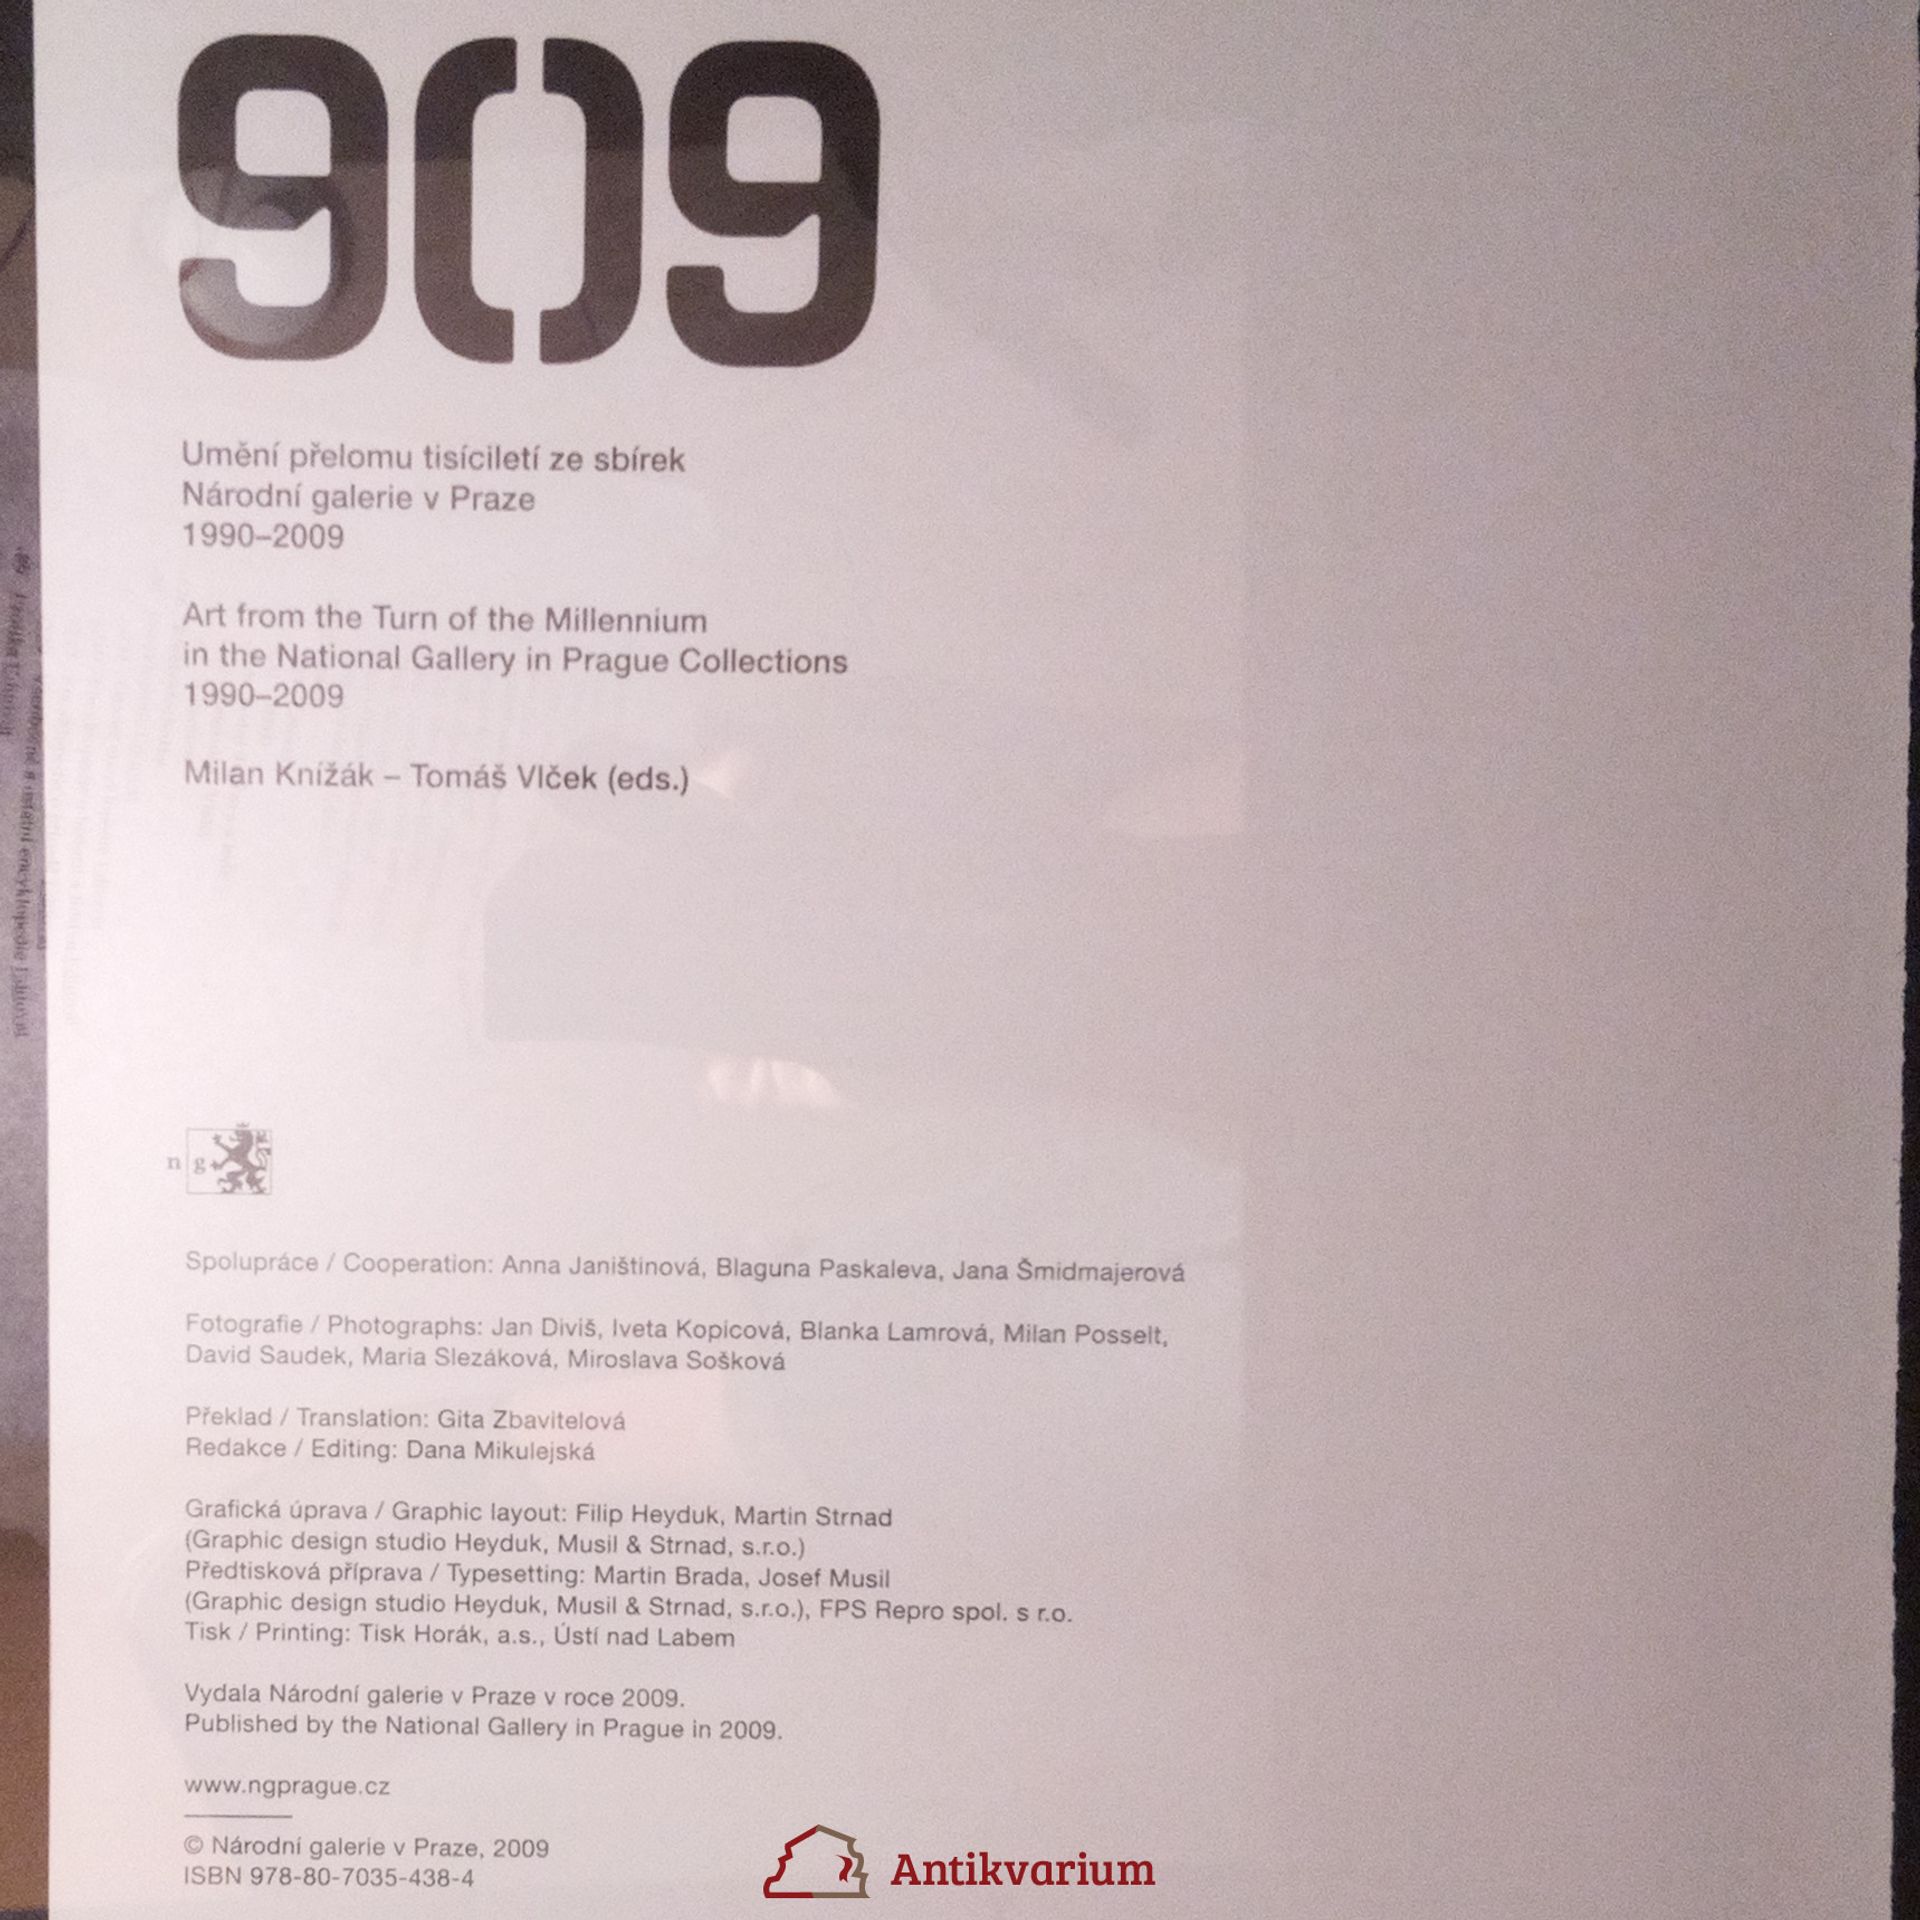 909
Umění přelomu tisíciletí ze sbírek
Národní galerie v Praze
1990–2009
Art from the Turn of the Millennium
in the National Gallery in Prague Collections
1990–2009
Milan Knížák – Tomáš Vlček (eds.)
n g
Spolupráce / Cooperation: Anna Janištinová, Blaguna Paskaleva, Jana Šmidmajerová
Fotografie / Photographs: Jan Diviš, Iveta Kopicová, Blanka Lamrová, Milan Posselt,
David Saudek, Maria Slezáková, Miroslava Sošková
Překlad / Translation: Gita Zbavitelová
Redakce / Editing: Dana Mikulejská
Grafická úprava / Graphic layout: Filip Heyduk, Martin Strnad
(Graphic design studio Heyduk, Musil & Strnad, s.r.o.)
Předtisková příprava / Typesetting: Martin Brada, Josef Musil
(Graphic design studio Heyduk, Musil & Strnad, s.r.o.), FPS Repro spol. s r.o.
Tisk / Printing: Tisk Horák, a.s., Ústí nad Labem
Vydala Národní galerie v Praze v roce 2009.
Published by the National Gallery in Prague in 2009.
www.ngprague.cz
© Národní galerie v Praze, 2009
ISBN 978-80-7035-438-4
Antikvarium